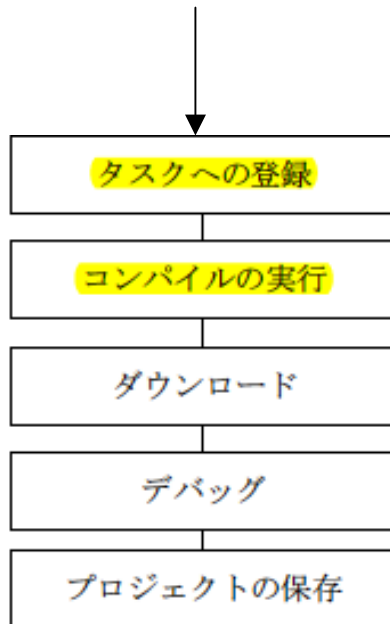 タスクへの登録
コンパイルの実行
ダウンロード
デバッグ
プロジェクトの保存